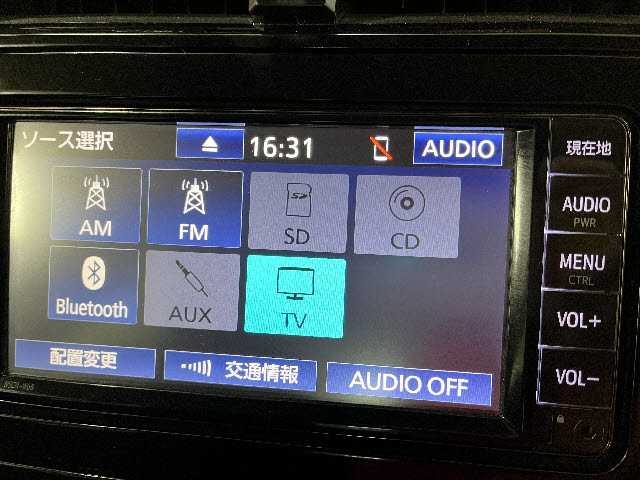 ソース選択
16:31
AUDIO
AM
FM
SD
SD
CD
Bluetooth
AUX
TV
配置変更
交通情報
AUDIO OFF
現在地
AUDIO
PWR
MENU
CTRL
VOL+
VOL−